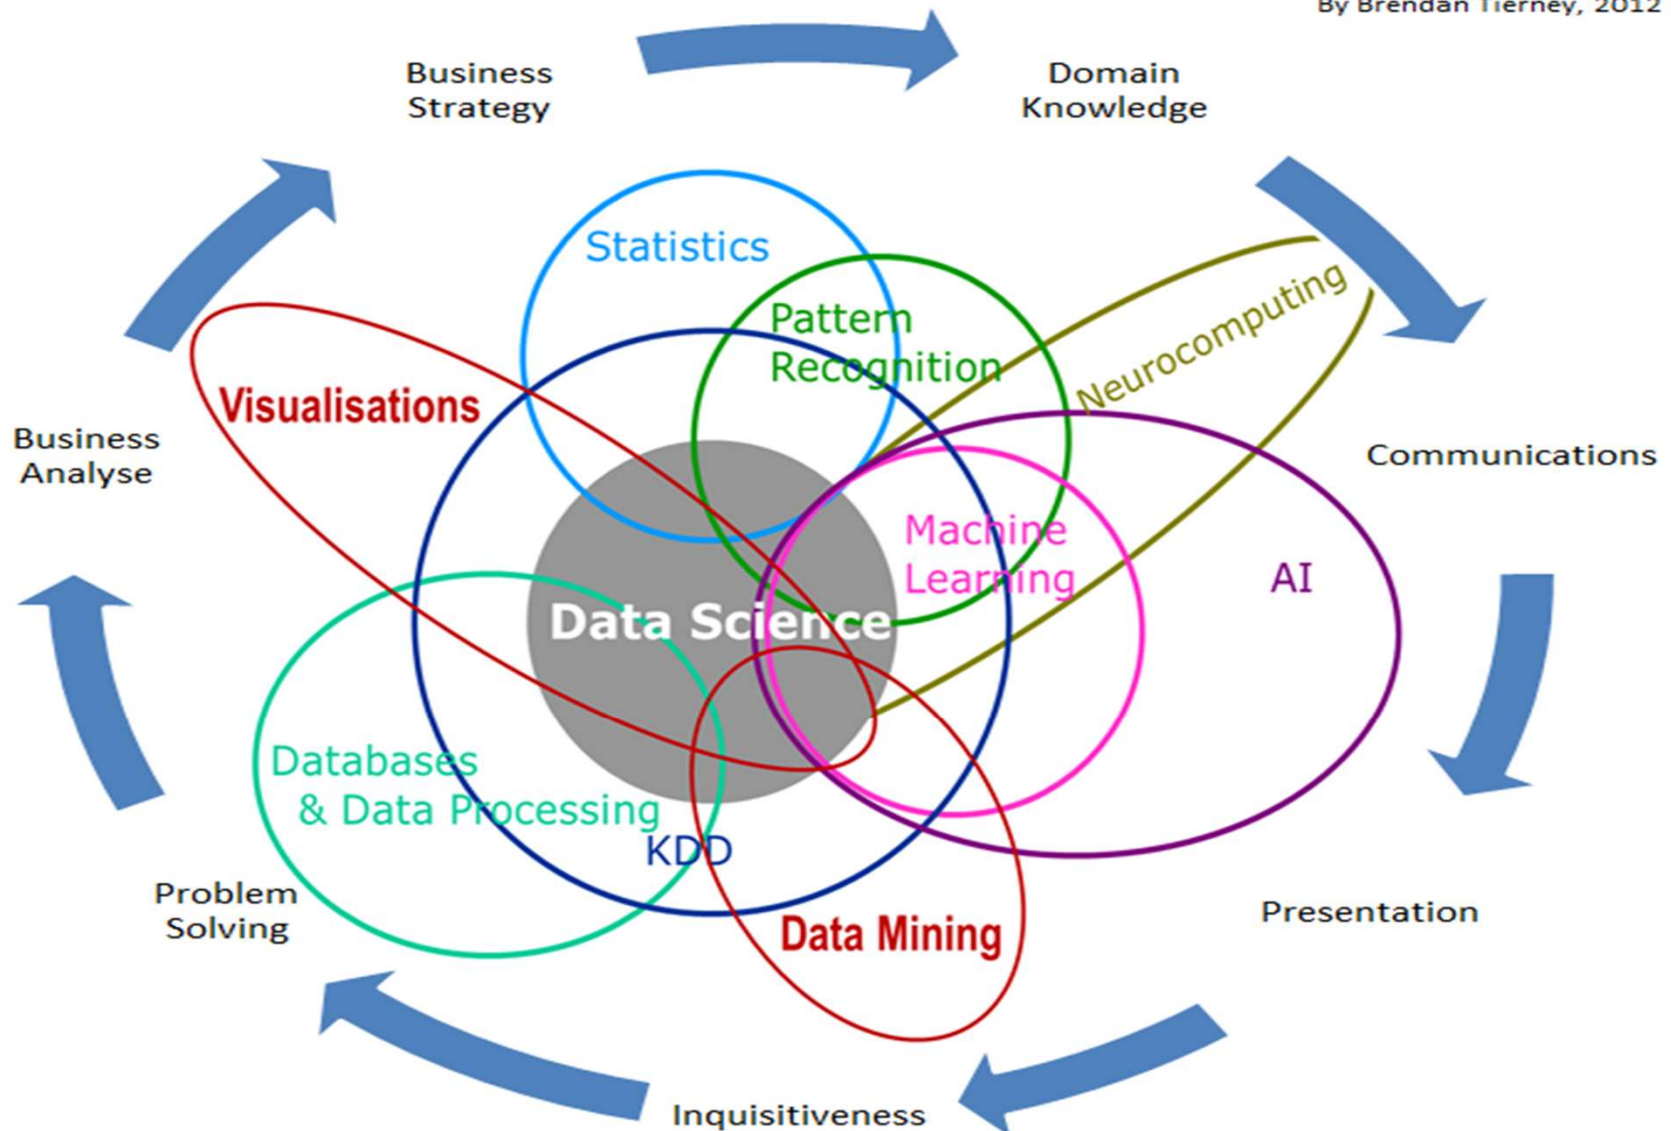 By Brendan Tierney, 2012
Business
Strategy
Domain
Knowledge
Statistics
Pattern
Recognition
Neurocomputing
Visualisations
Business
Analyse
Communications
Machine
Learning
AI
Data Science
Databases
& Data Processing
KDD
Problem
Solving
Data Mining
Presentation
Inquisitiveness